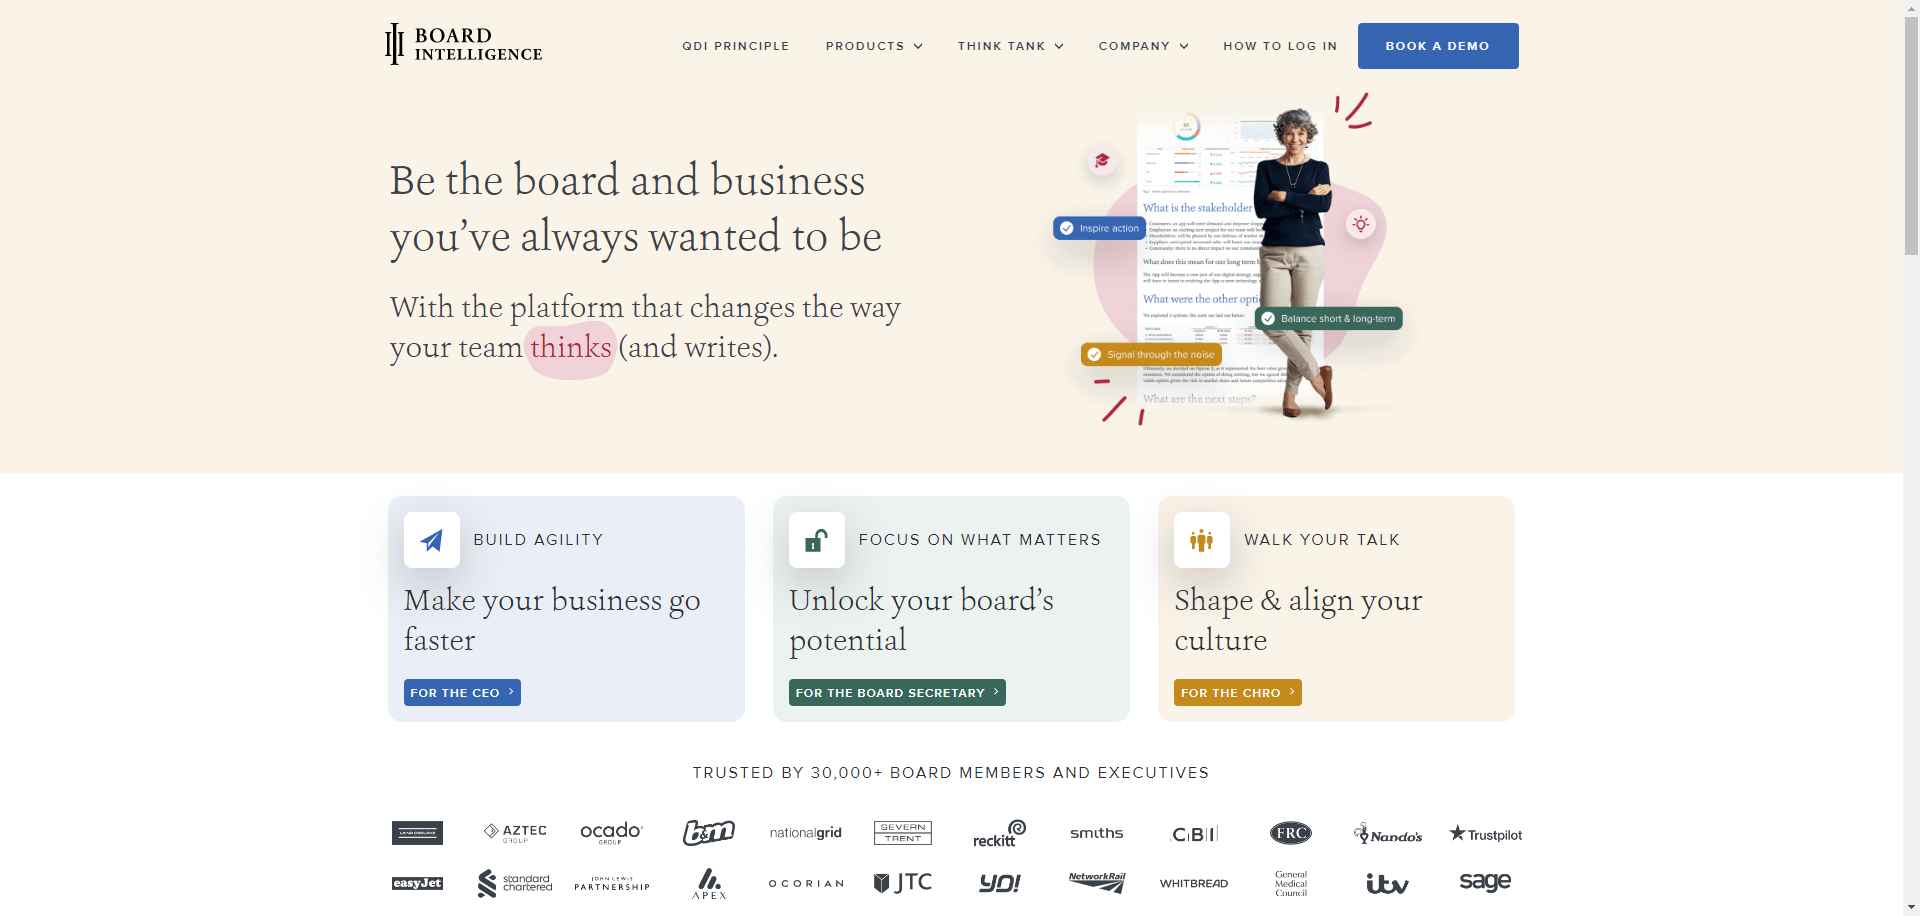 BOARD
INTELLIGENCE
QDI PRINCIPLE
PRODUCTS
THINK TANK
COMPANY
HOW TO LOG IN
BOOK A DEMO
Be the board and business
you’ve always wanted to be
With the platform that changes the way
your team thinks (and writes).
What is the stakeholder
Inspire action
What does this mean for our long term
What were the other
Balance short & long-term
Signal through the noise
What are the next steps?
BUILD AGILITY
Make your business go
faster
FOR THE CEO
FOCUS ON WHAT MATTERS
Unlock your board’s
potential
FOR THE BOARD SECRETARY
WALK YOUR TALK
Shape & align your
culture
FOR THE CHRO
TRUSTED BY 30,000+ BOARD MEMBERS AND EXECUTIVES
AZTEC
GROUP
ocado
GROUP
b&m
nationalgrid
SEVERN
TRENT
reckitt
smiths
CBI
FRC
Nando's
Trustpilot
easyJet
standard
chartered
JOHN LEWIS
PARTNERSHIP
APEX
OCORIAN
JTC
YO!
NetworkRail
WHITBREAD
General
Medical
Council
itv
sage